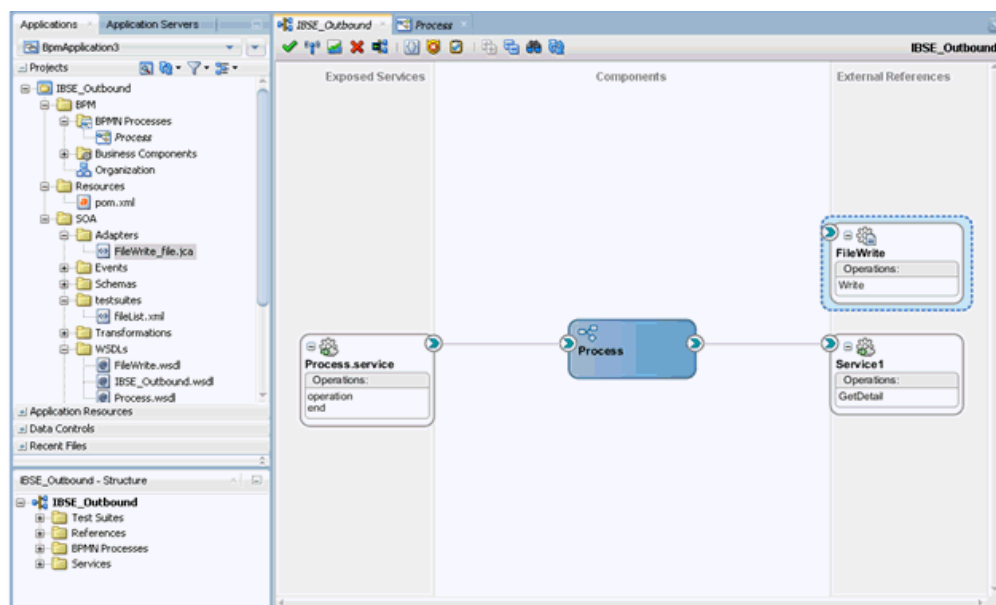 Applications
Application Servers
BpmApplication3
Projects
IBSE_Outbound
BPM
BPMN Processes
Process
Business Components
Organization
Resources
pom.xml
SOA
Adapters
FileWrite_file.jca
Events
Schemas
testsuites
fileList.xml
Transformations
WSDLs
FileWrite.wsdl
IBSE_Outbound.wsdl
Process.wsdl
Application Resources
Data Controls
Recent Files
IBSE_Outbound - Structure
IBSE_Outbound
Test Suites
References
BPMN Processes
Services
IBSE_Outbound
Process
IBSE_Outbound
Exposed Services
Components
External References
FileWrite
Operations:
Write
Process.service
Operations:
operation
end
Process
Service1
Operations:
GetDetail